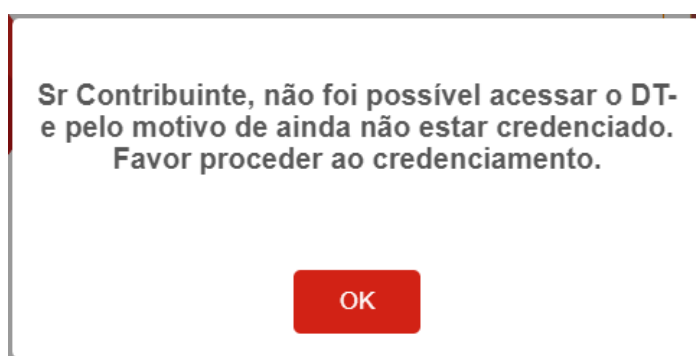 Sr Contribuinte, não foi possível acessar o DT-
e pelo motivo de ainda não estar credenciado.
Favor proceder ao credenciamento.
OK